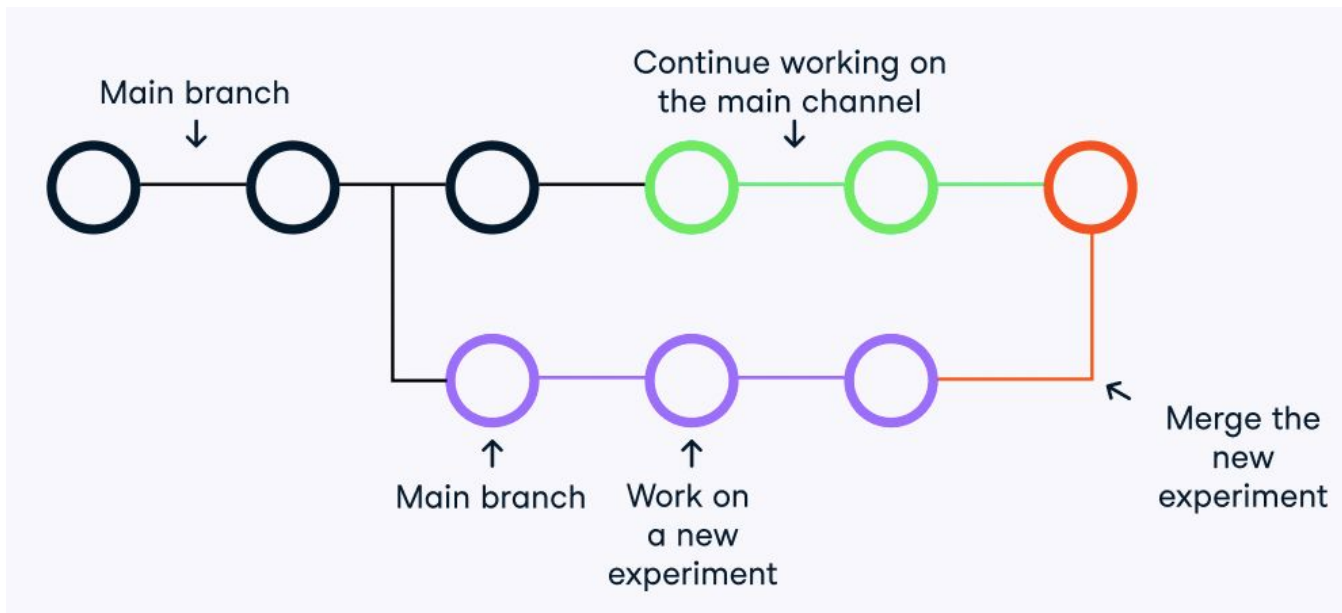 Main branch
Continue working on
the main channel
Main branch
Work on
a new
experiment
Merge the
new
experiment